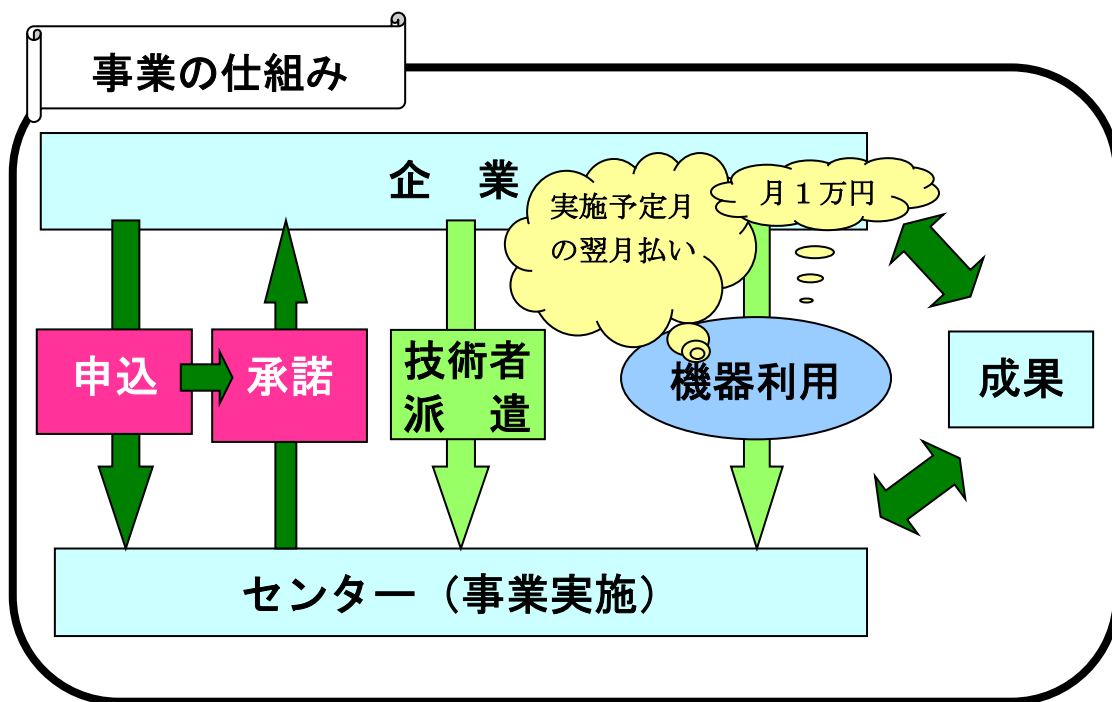 事業の仕組み
企　業
実施予定月
の翌月払い
月１万円
申込
承諾
技術者
派　遣
機器利用
成果
センター（事業実施）